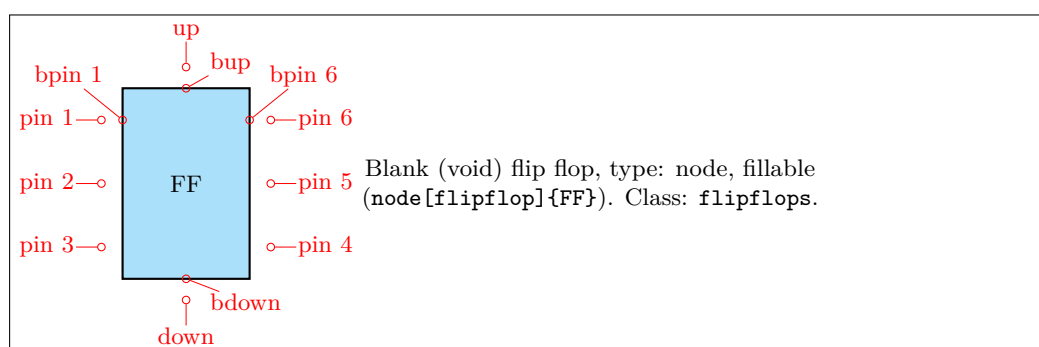 up
bup
bpin 1
bpin 6
pin 1
pin 6
pin 2
FF
pin 5
Blank (void) flip flop, type: node, fillable
(node[flipflop]{FF}). Class: flipflops.
pin 3
pin 4
bdown
down